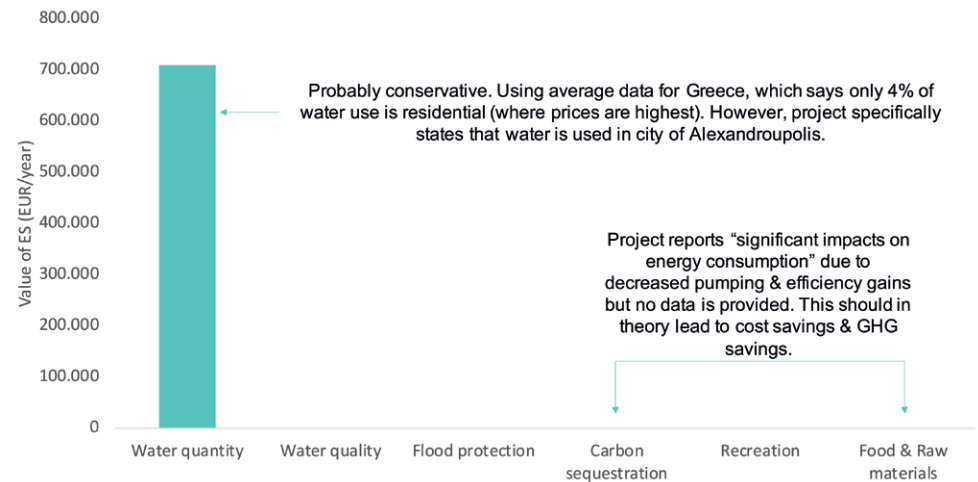 800.000
700.000
600.000
500.000
400.000
300.000
200.000
100.000
0
Value of ES (EUR/year)
Probably conservative. Using average data for Greece, which says only 4% of
water use is residential (where prices are highest). However, project specifically
states that water is used in city of Alexandroupolis.
Project reports “significant impacts on
energy consumption” due to
decreased pumping & efficiency gains
but no data is provided. This should in
theory lead to cost savings & GHG
savings.
Water quantity
Water quality
Flood protection
Carbon
sequestration
Recreation
Food & Raw
materials